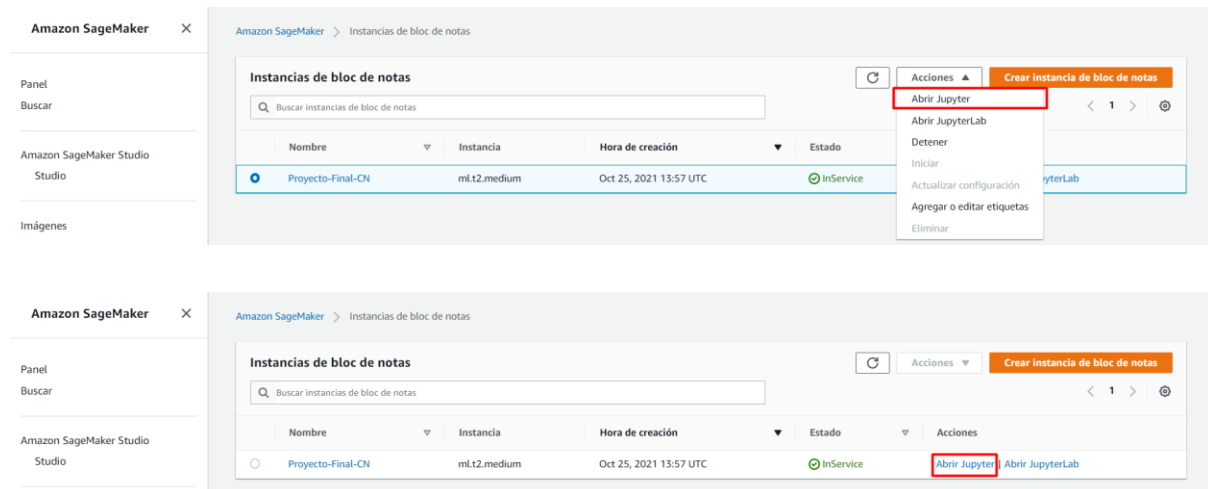 Amazon SageMaker
Amazon SageMaker > Instancias de bloc de notas
Panel
Buscar
Amazon SageMaker Studio
Studio
Imágenes
Instancias de bloc de notas
Acciones
Crear instancia de bloc de notas
Buscar instancias de bloc de notas
1
Abrir Jupyter
Abrir JupyterLab
Detener
Iniciar
Actualizar configuración
Agregar o editar etiquetas
Eliminar
Nombre Instancia Hora de creación Estado
Proyecto-Final-CN ml.t2.medium Oct 25, 2021 13:57 UTC InService
Amazon SageMaker
Amazon SageMaker > Instancias de bloc de notas
Panel
Buscar
Amazon SageMaker Studio
Studio
Instancias de bloc de notas
Acciones
Crear instancia de bloc de notas
Buscar instancias de bloc de notas
1
Nombre Instancia Hora de creación Estado Acciones
Proyecto-Final-CN ml.t2.medium Oct 25, 2021 13:57 UTC InService Abrir Jupyter | Abrir JupyterLab